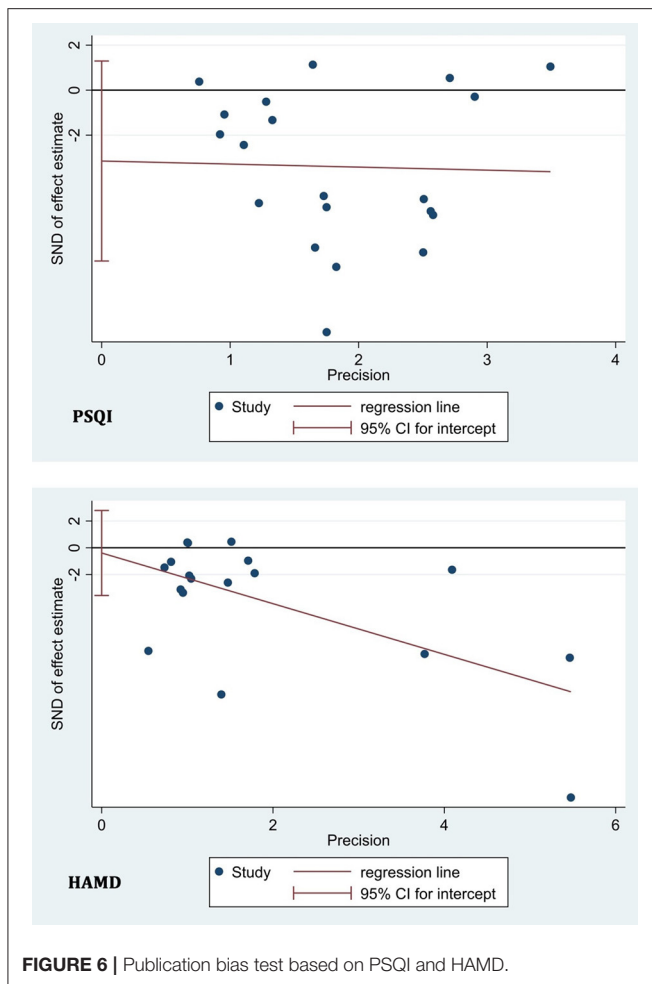 2
0
-2
SND of effect estimate
0 1 2 3 4
Precision
PSQI
Study regression line
95% CI for intercept
2
0
-2
SND of effect estimate
0 2 4 6
Precision
HAMD
Study regression line
95% CI for intercept
FIGURE 6 | Publication bias test based on PSQI and HAMD.